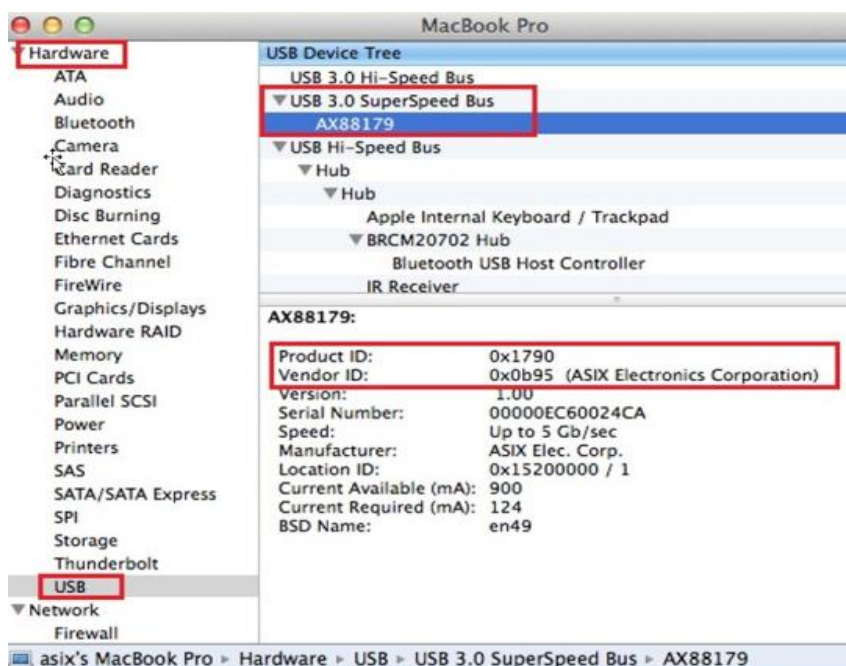 MacBook Pro
Hardware
ATA
Audio
Bluetooth
Camera
Card Reader
Diagnostics
Disc Burning
Ethernet Cards
Fibre Channel
FireWire
Graphics/Displays
Hardware RAID
Memory
PCI Cards
Parallel SCSI
Power
Printers
SAS
SATA/SATA Express
SPI
Storage
Thunderbolt
USB
Network
Firewall
USB Device Tree
USB 3.0 Hi-Speed Bus
USB 3.0 SuperSpeed Bus
AX88179
USB Hi-Speed Bus
Hub
Hub
Apple Internal Keyboard / Trackpad
BRCM20702 Hub
Bluetooth USB Host Controller
IR Receiver
AX88179:
Product ID: 0x1790
Vendor ID: 0x0b95 (ASIX Electronics Corporation)
Version: 1.00
Serial Number: 00000EC60024CA
Speed: Up to 5 Gb/sec
Manufacturer: ASIX Elec. Corp.
Location ID: 0x15200000 / 1
Current Available (mA): 900
Current Required (mA): 124
BSD Name: en49
asix's MacBook Pro ▸ Hardware ▸ USB ▸ USB 3.0 SuperSpeed Bus ▸ AX88179